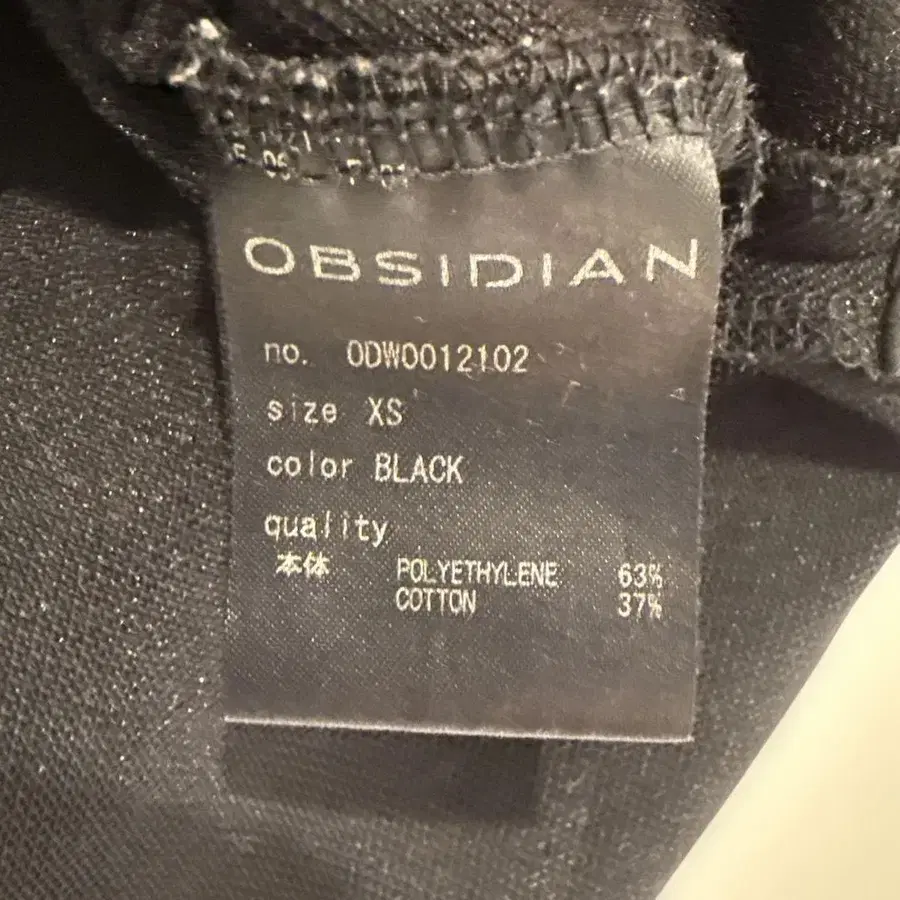 OBSIDIAN
no. ODW0012102
size XS
color BLACK
quality
本体 POLYETHYLENE 63%
COTTON 37%